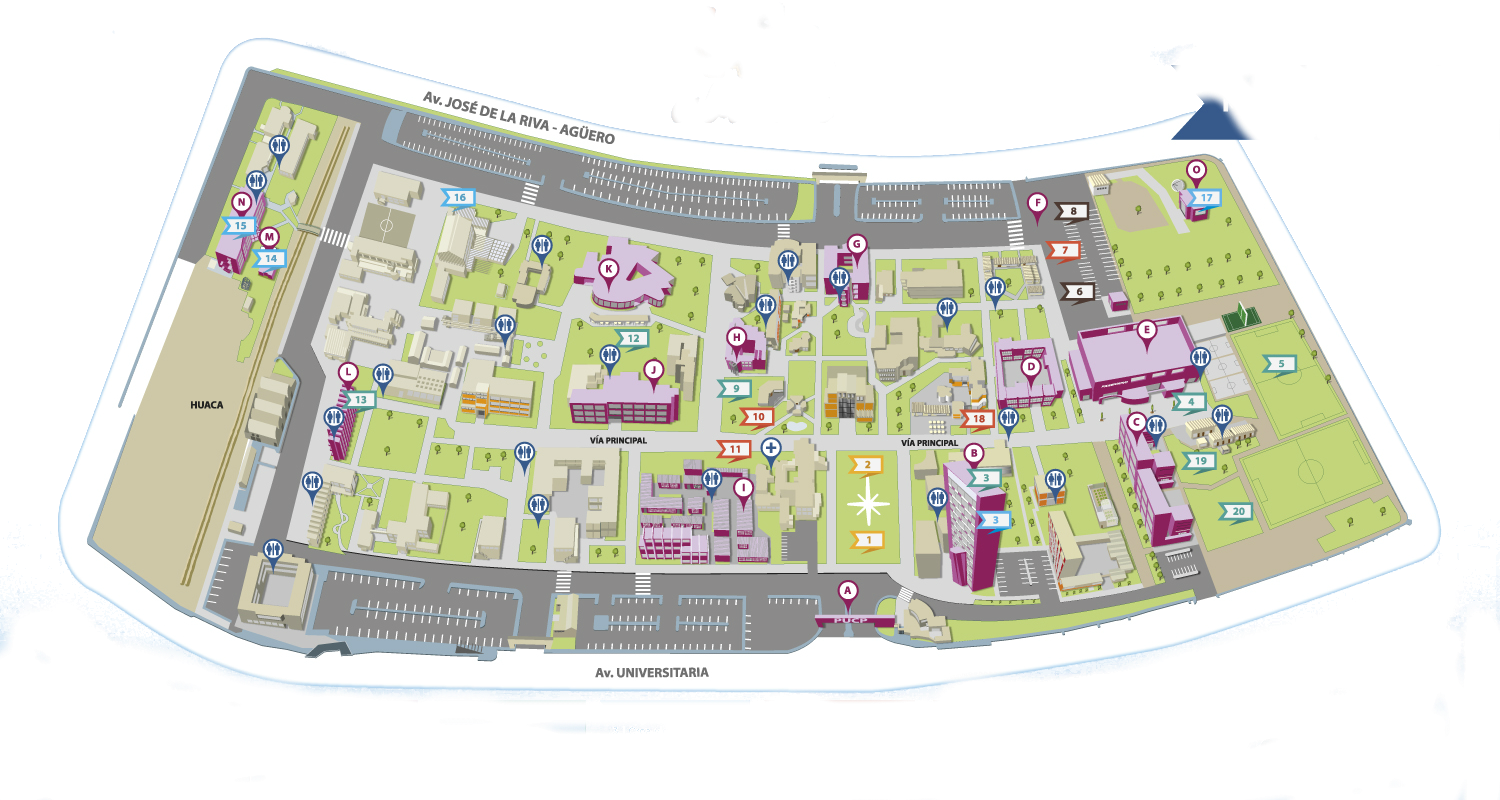 Av. JOSÉ DE LA RIVA - AGÜERO
O
17
N
15
M
14
16
F
8
7
6
K
G
H
12
J
9
10
E
D
5
4
L
13
HUACA
VÍA PRINCIPAL
VÍA PRINCIPAL
18
C
11
2
B
3
3
19
20
I
1
A
PUCP
Av. UNIVERSITARIA